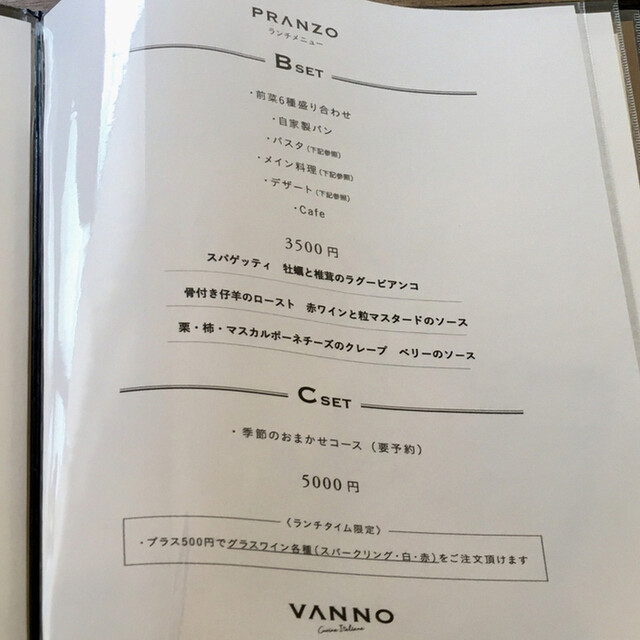 PRANZO
ランチメニュー
B SET
・前菜6種盛り合わせ
・自家製パン
・パスタ(下記参照)
・メイン料理(下記参照)
・デザート(下記参照)
・Cafe
3500 円
スパゲッティ　牡蠣と椎茸のラグービアンコ
骨付き仔羊のロースト　赤ワインと粒マスタードのソース
栗・柿・マスカルポーネチーズのクレープ　ベリーのソース
C SET
・季節のおまかせコース（要予約）
5000 円
〈ランチタイム限定〉
・プラス500円でグラスワイン各種(スパークリング・白・赤)をご注文頂けます
VANNO
Cucina Italiana